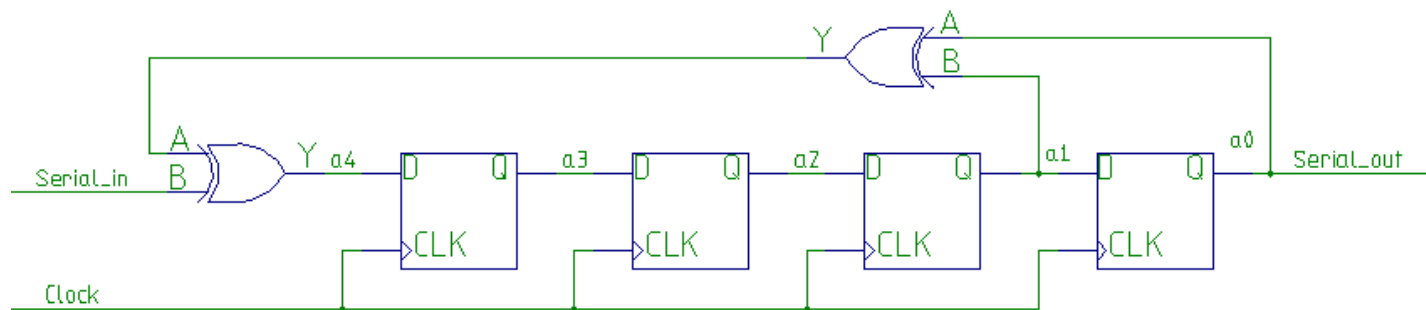 A
Y
B
A
Y
a4
D
Q
a3
D
Q
a2
D
Q
a1
D
Q
a0
Serial_out
Serial_in
B
CLK
CLK
CLK
CLK
Clock